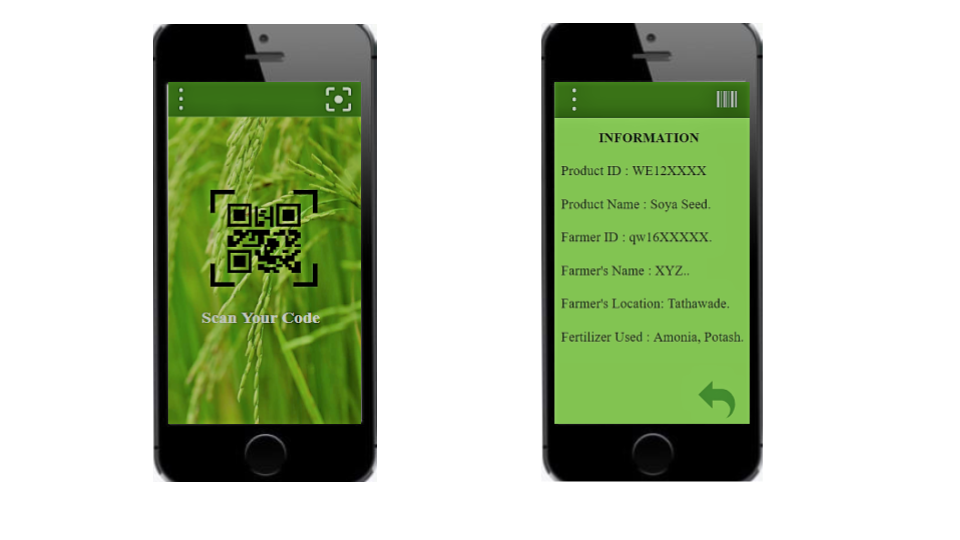 Scan Your Code
INFORMATION
Product ID : WE12XXXX
Product Name : Soya Seed.
Farmer ID : qw16XXXXX.
Farmer's Name : XYZ..
Farmer's Location: Tathawade.
Fertilizer Used : Amonia, Potash.